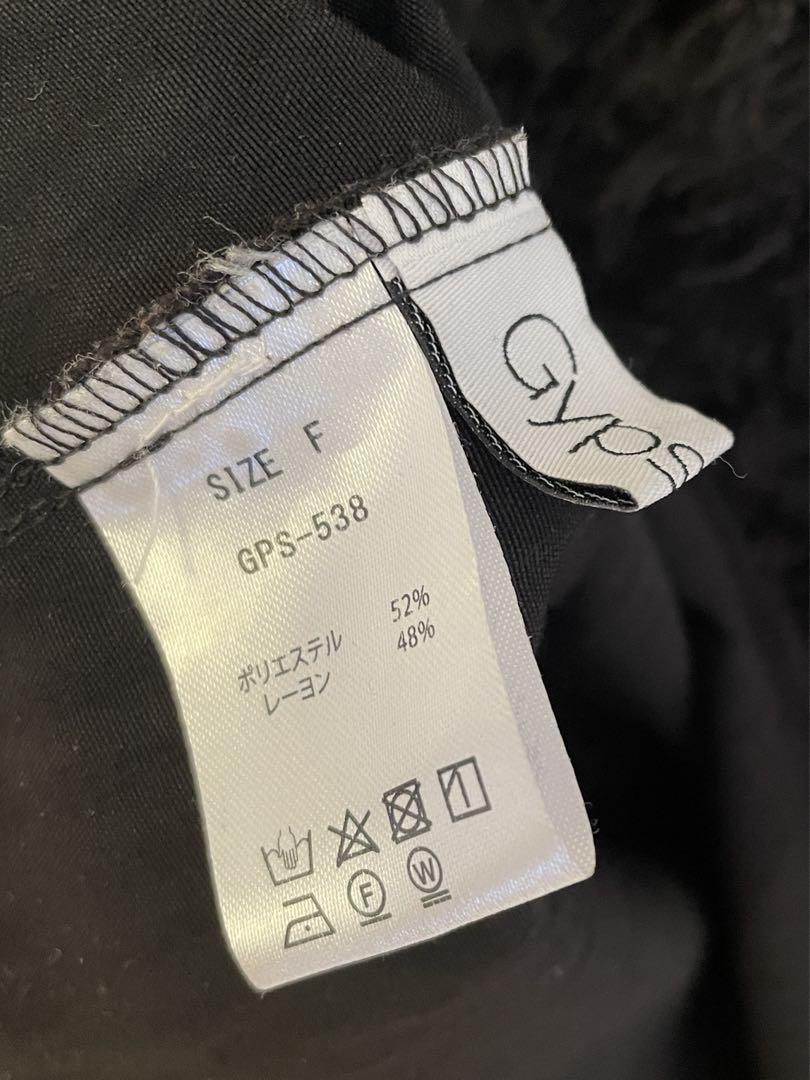 SIZE F
GPS-538
ポリエステル 52%
レーヨン 48%
F
W
Gyps